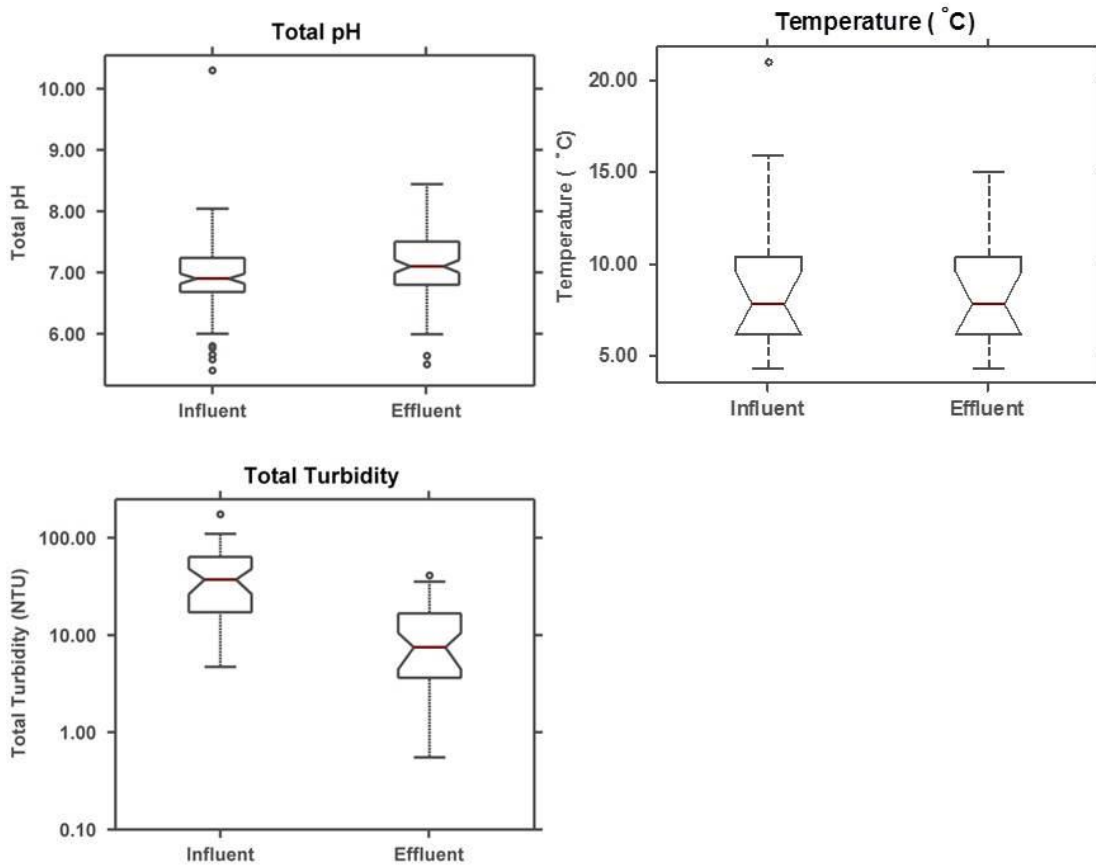 Total pH
Total pH
10.00
9.00
8.00
7.00
6.00
Influent
Effluent
Temperature ( °C)
Temperature ( °C)
20.00
15.00
10.00
5.00
Influent
Effluent
Total Turbidity
Total Turbidity (NTU)
100.00
10.00
1.00
0.10
Influent
Effluent